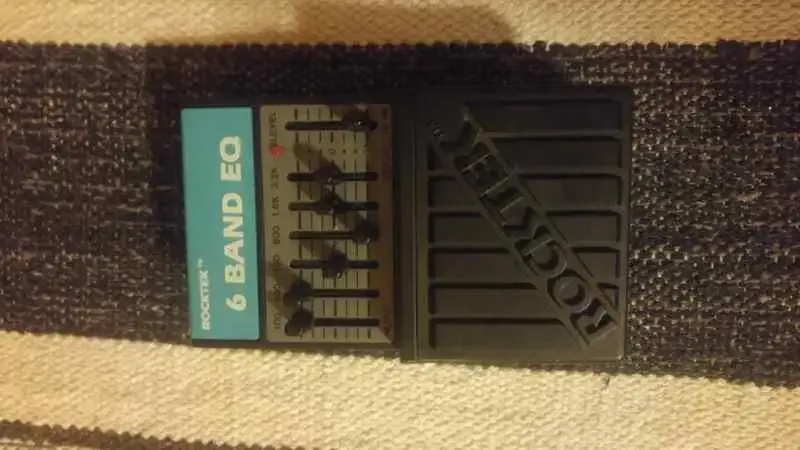 ROCKTEK™
6 BAND EQ
100 800 1.6K 3.2K LEVEL
ROCKTEK